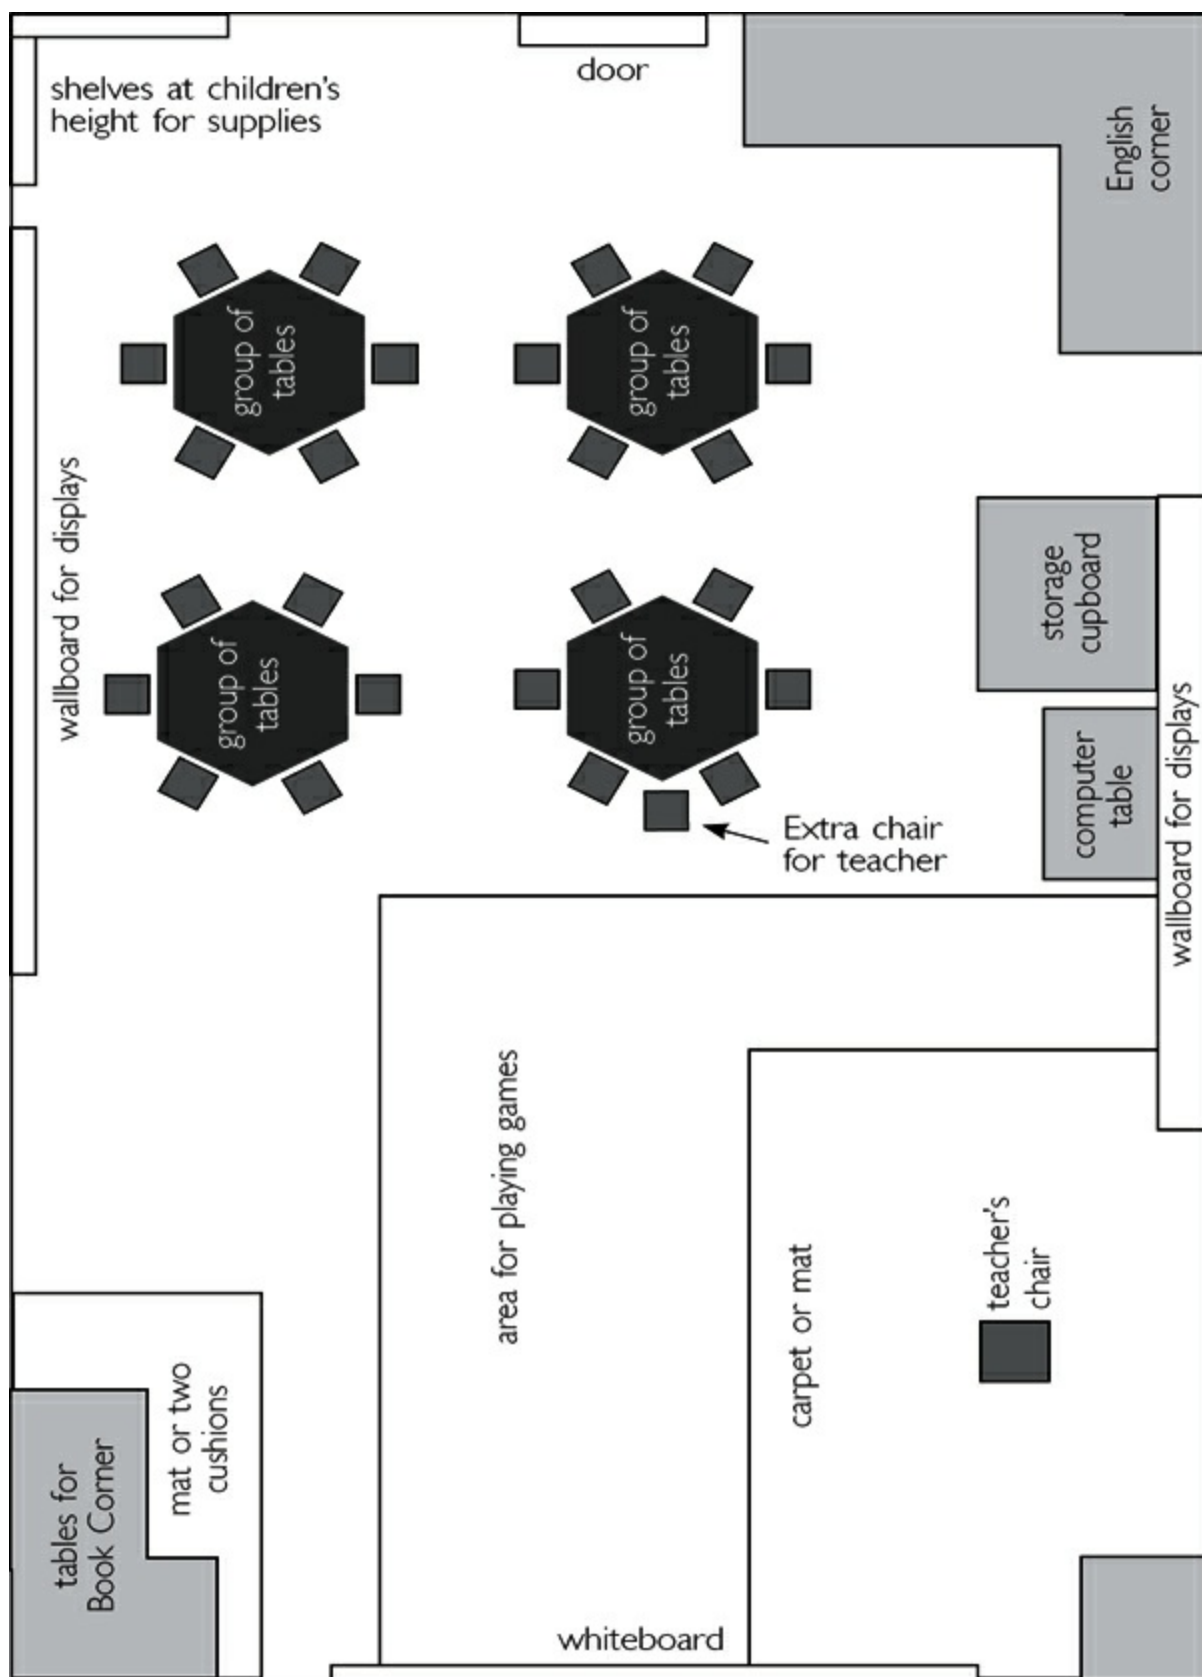 shelves at children's
height for supplies
door
English
corner
group of
tables
group of
tables
wallboard for displays
group of
tables
group of
tables
storage
cupboard
computer
table
wallboard for displays
Extra chair
for teacher
area for playing games
carpet or mat
teacher's
chair
mat or two
cushions
tables for
Book Corner
whiteboard